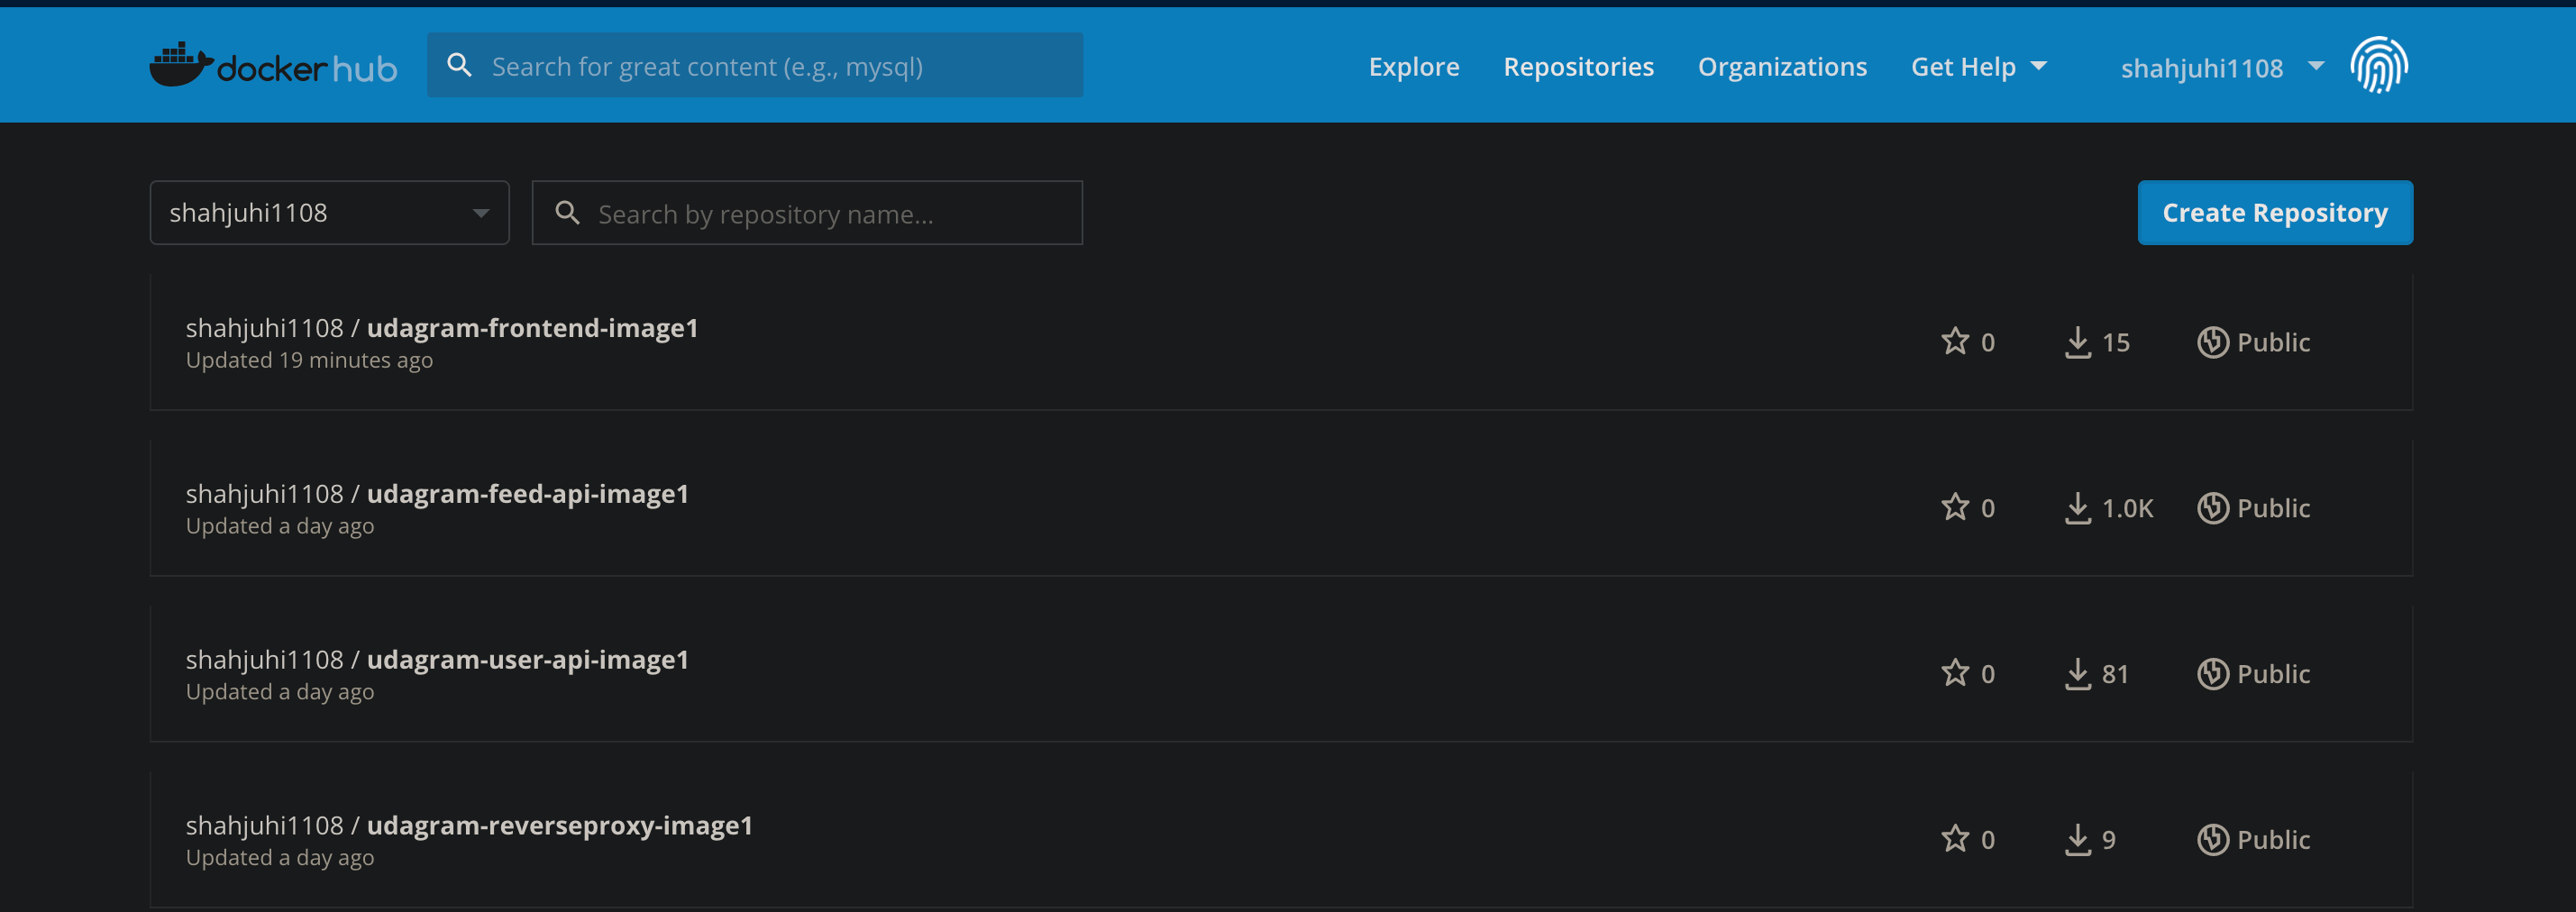 docker hub
Search for great content (e.g., mysql)
Explore
Repositories
Organizations
Get Help
shahjuhi1108
shahjuhi1108
Search by repository name...
Create Repository
shahjuhi1108 / udagram-frontend-image1
Updated 19 minutes ago
0
15
Public
shahjuhi1108 / udagram-feed-api-image1
Updated a day ago
0
1.0K
Public
shahjuhi1108 / udagram-user-api-image1
Updated a day ago
0
81
Public
shahjuhi1108 / udagram-reverseproxy-image1
Updated a day ago
0
9
Public